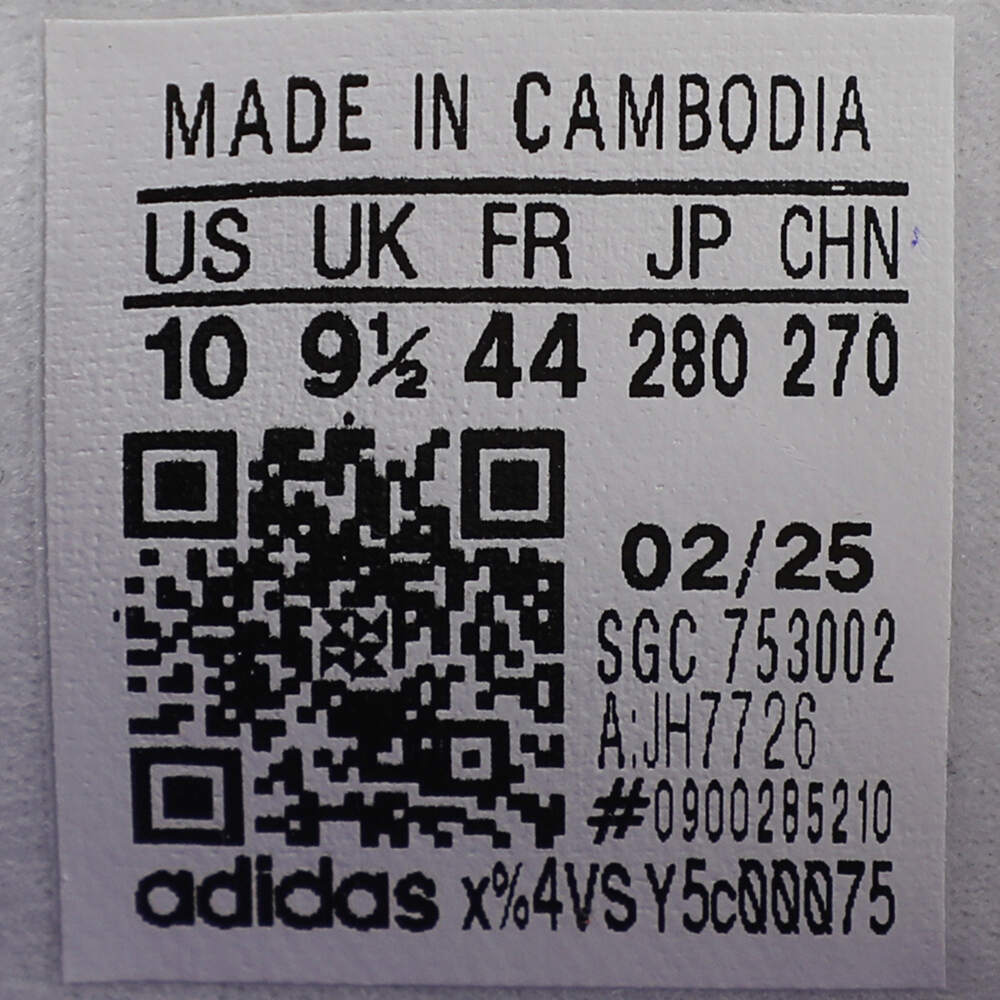 MADE IN CAMBODIA
US UK FR JP CHN
10 9½ 44 280 270
02/25
SGC 753002
A:JH7726
#0900285210
adidas x%4VSY5c00075